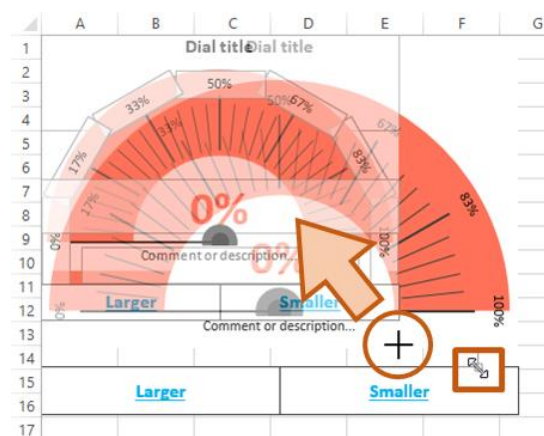 A B C D E F G
1 Dial title Dial title
2
3 33% 50% 50% 67% 67%
4 33%
5 17% 83%
6
7 17% 83%
8 0%
9 0% 100%
10 Comment or description... 0%
11 Larger Smaller
12 0% 100%
13 Comment or description...
14
15 Larger Smaller
16
17